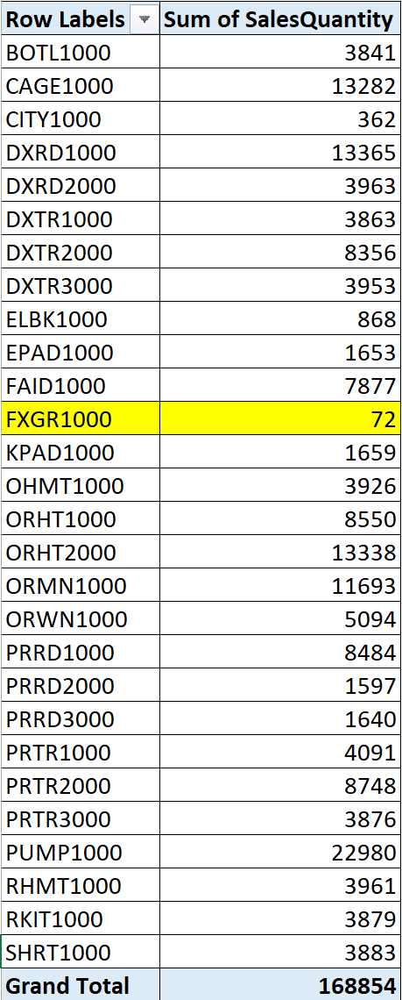 Row Labels Sum of SalesQuantity
BOTL1000 3841
CAGE1000 13282
CITY1000 362
DXRD1000 13365
DXRD2000 3963
DXTR1000 3863
DXTR2000 8356
DXTR3000 3953
ELBK1000 868
EPAD1000 1653
FAID1000 7877
FXGR1000 72
KPAD1000 1659
OHMT1000 3926
ORHT1000 8550
ORHT2000 13338
ORMN1000 11693
ORWN1000 5094
PRRD1000 8484
PRRD2000 1597
PRRD3000 1640
PRTR1000 4091
PRTR2000 8748
PRTR3000 3876
PUMP1000 22980
RHMT1000 3961
RKIT1000 3879
SHRT1000 3883
Grand Total 168854